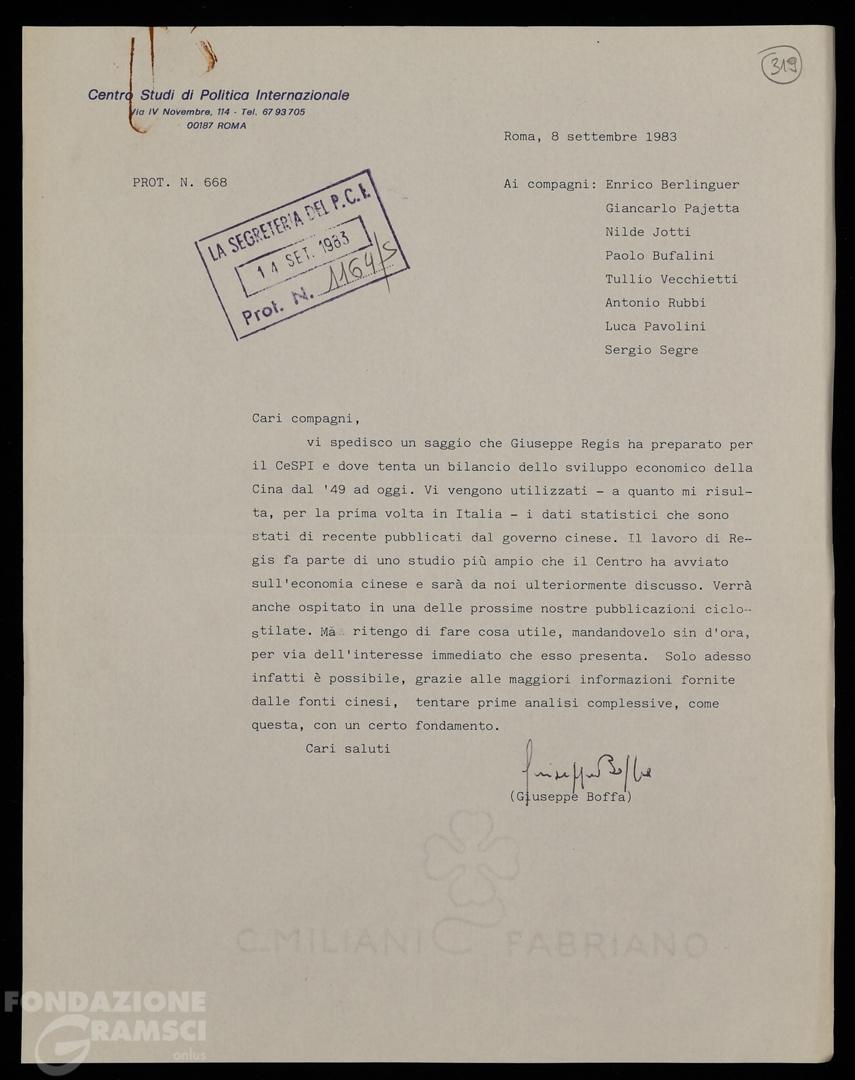 319
Centro Studi di Politica Internazionale
Via IV Novembre, 114 - Tel. 67 93 705
00187 ROMA
Roma, 8 settembre 1983
PROT. N. 668
LA SEGRETERIA DEL P.C.I.
14 SET. 1983
Prot. N. 1164/S
Ai compagni: Enrico Berlinguer
Giancarlo Pajetta
Nilde Jotti
Paolo Bufalini
Tullio Vecchietti
Antonio Rubbi
Luca Pavolini
Sergio Segre
Cari compagni,
vi spedisco un saggio che Giuseppe Regis ha preparato per
il CeSPI e dove tenta un bilancio dello sviluppo economico della
Cina dal '49 ad oggi. Vi vengono utilizzati - a quanto mi risul-
ta, per la prima volta in Italia - i dati statistici che sono
stati di recente pubblicati dal governo cinese. Il lavoro di Re-
gis fa parte di uno studio più ampio che il Centro ha avviato
sull'economia cinese e sarà da noi ulteriormente discusso. Verrà
anche ospitato in una delle prossime nostre pubblicazioni ciclo-
stilate. Ma ritengo di fare cosa utile, mandandovelo sin d'ora,
per via dell'interesse immediato che esso presenta. Solo adesso
infatti è possibile, grazie alle maggiori informazioni fornite
dalle fonti cinesi, tentare prime analisi complessive, come
questa, con un certo fondamento.
Cari saluti
Giuseppe Boffa
(Giuseppe Boffa)
C. MILIANI FABRIANO
FONDAZIONE
GRAMSCI
onlus